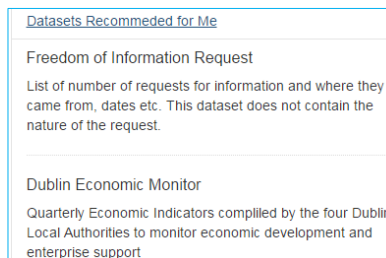 Datasets Recommeded for Me
Freedom of Information Request
List of number of requests for information and where they
came from, dates etc. This dataset does not contain the
nature of the request.
Dublin Economic Monitor
Quarterly Economic Indicators compliled by the four Dublin
Local Authorities to monitor economic development and
enterprise support